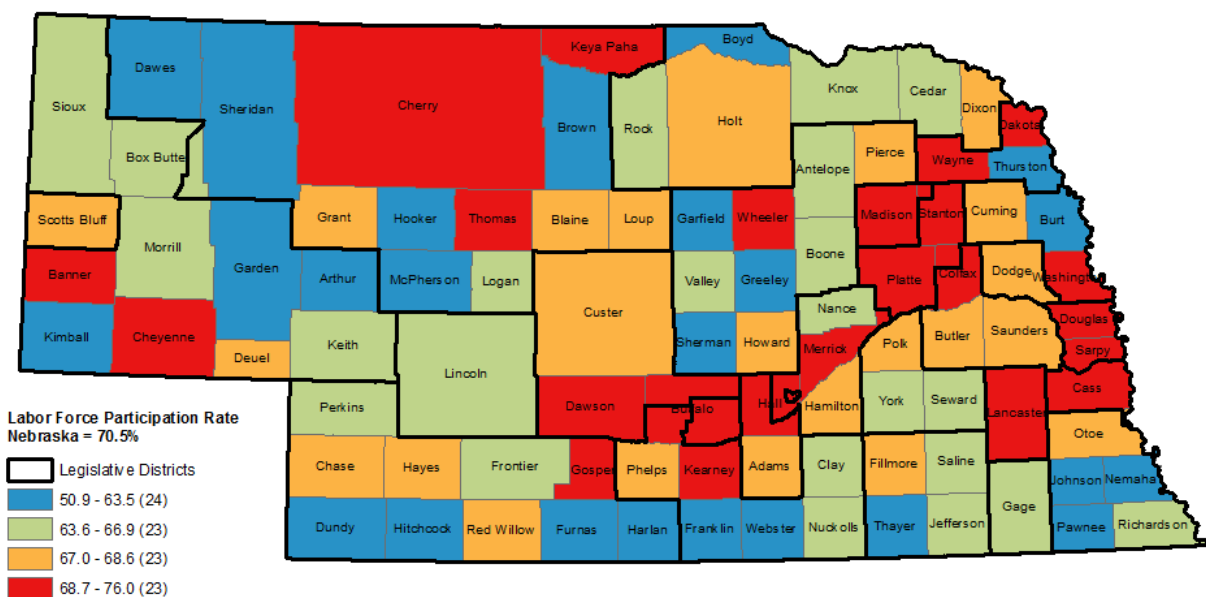 Keya Paha
Boyd
Dawes
Sheridan
Cherry
Sioux
Brown
Rock
Holt
Knox
Cedar
Dixon
Dakota
Box Butte
Antelope
Pierce
Wayne
Thurston
Scotts Bluff
Grant
Hooker
Thomas
Blaine
Loup
Garfield
Wheeler
Madison
Stanton
Cuming
Burt
Morrill
Boone
Banner
Garden
Arthur
McPherson
Logan
Valley
Greeley
Platte
Colfax
Dodge
Washington
Custer
Nance
Kimball
Cheyenne
Deuel
Keith
Lincoln
Sherman
Howard
Merrick
Polk
Butler
Saunders
Douglas
Sarpy
Perkins
Dawson
Buffalo
Hall
Hamilton
York
Seward
Lancaster
Cass
Otoe
Chase
Hayes
Frontier
Gosper
Phelps
Kearney
Adams
Clay
Fillmore
Saline
Johnson
Nemaha
Gage
Dundy
Hitchcock
Red Willow
Furnas
Harlan
Franklin
Webster
Nuckolls
Thayer
Jefferson
Pawnee
Richardson
Labor Force Participation Rate
Nebraska = 70.5%
Legislative Districts
50.9 - 63.5 (24)
63.6 - 66.9 (23)
67.0 - 68.6 (23)
68.7 - 76.0 (23)